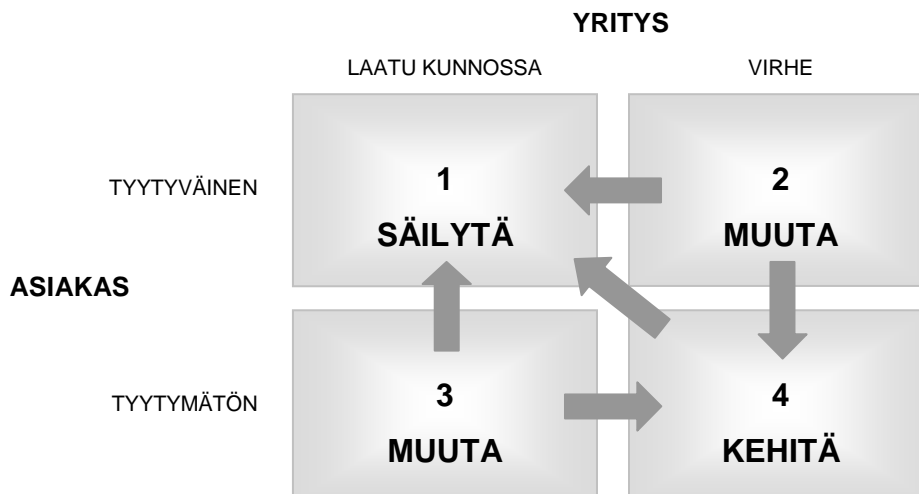 YRITYS
LAATU KUNNOSSA
VIRHE
TYYTYVÄINEN
1
SÄILYTÄ
2
MUUTA
ASIAKAS
TYYTYMÄTÖN
3
MUUTA
4
KEHITÄ